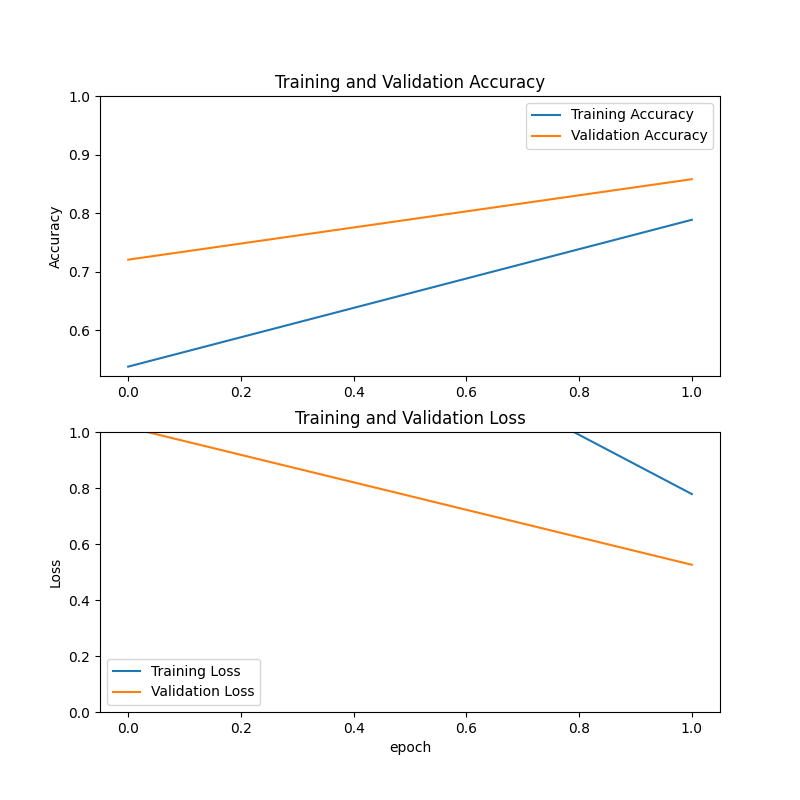 Training and Validation Accuracy
Training Accuracy
Validation Accuracy
Accuracy
1.0
0.9
0.8
0.7
0.6
0.0 0.2 0.4 0.6 0.8 1.0
Training and Validation Loss
Loss
1.0
0.8
0.6
0.4
0.2
0.0
Training Loss
Validation Loss
0.0 0.2 0.4 0.6 0.8 1.0
epoch